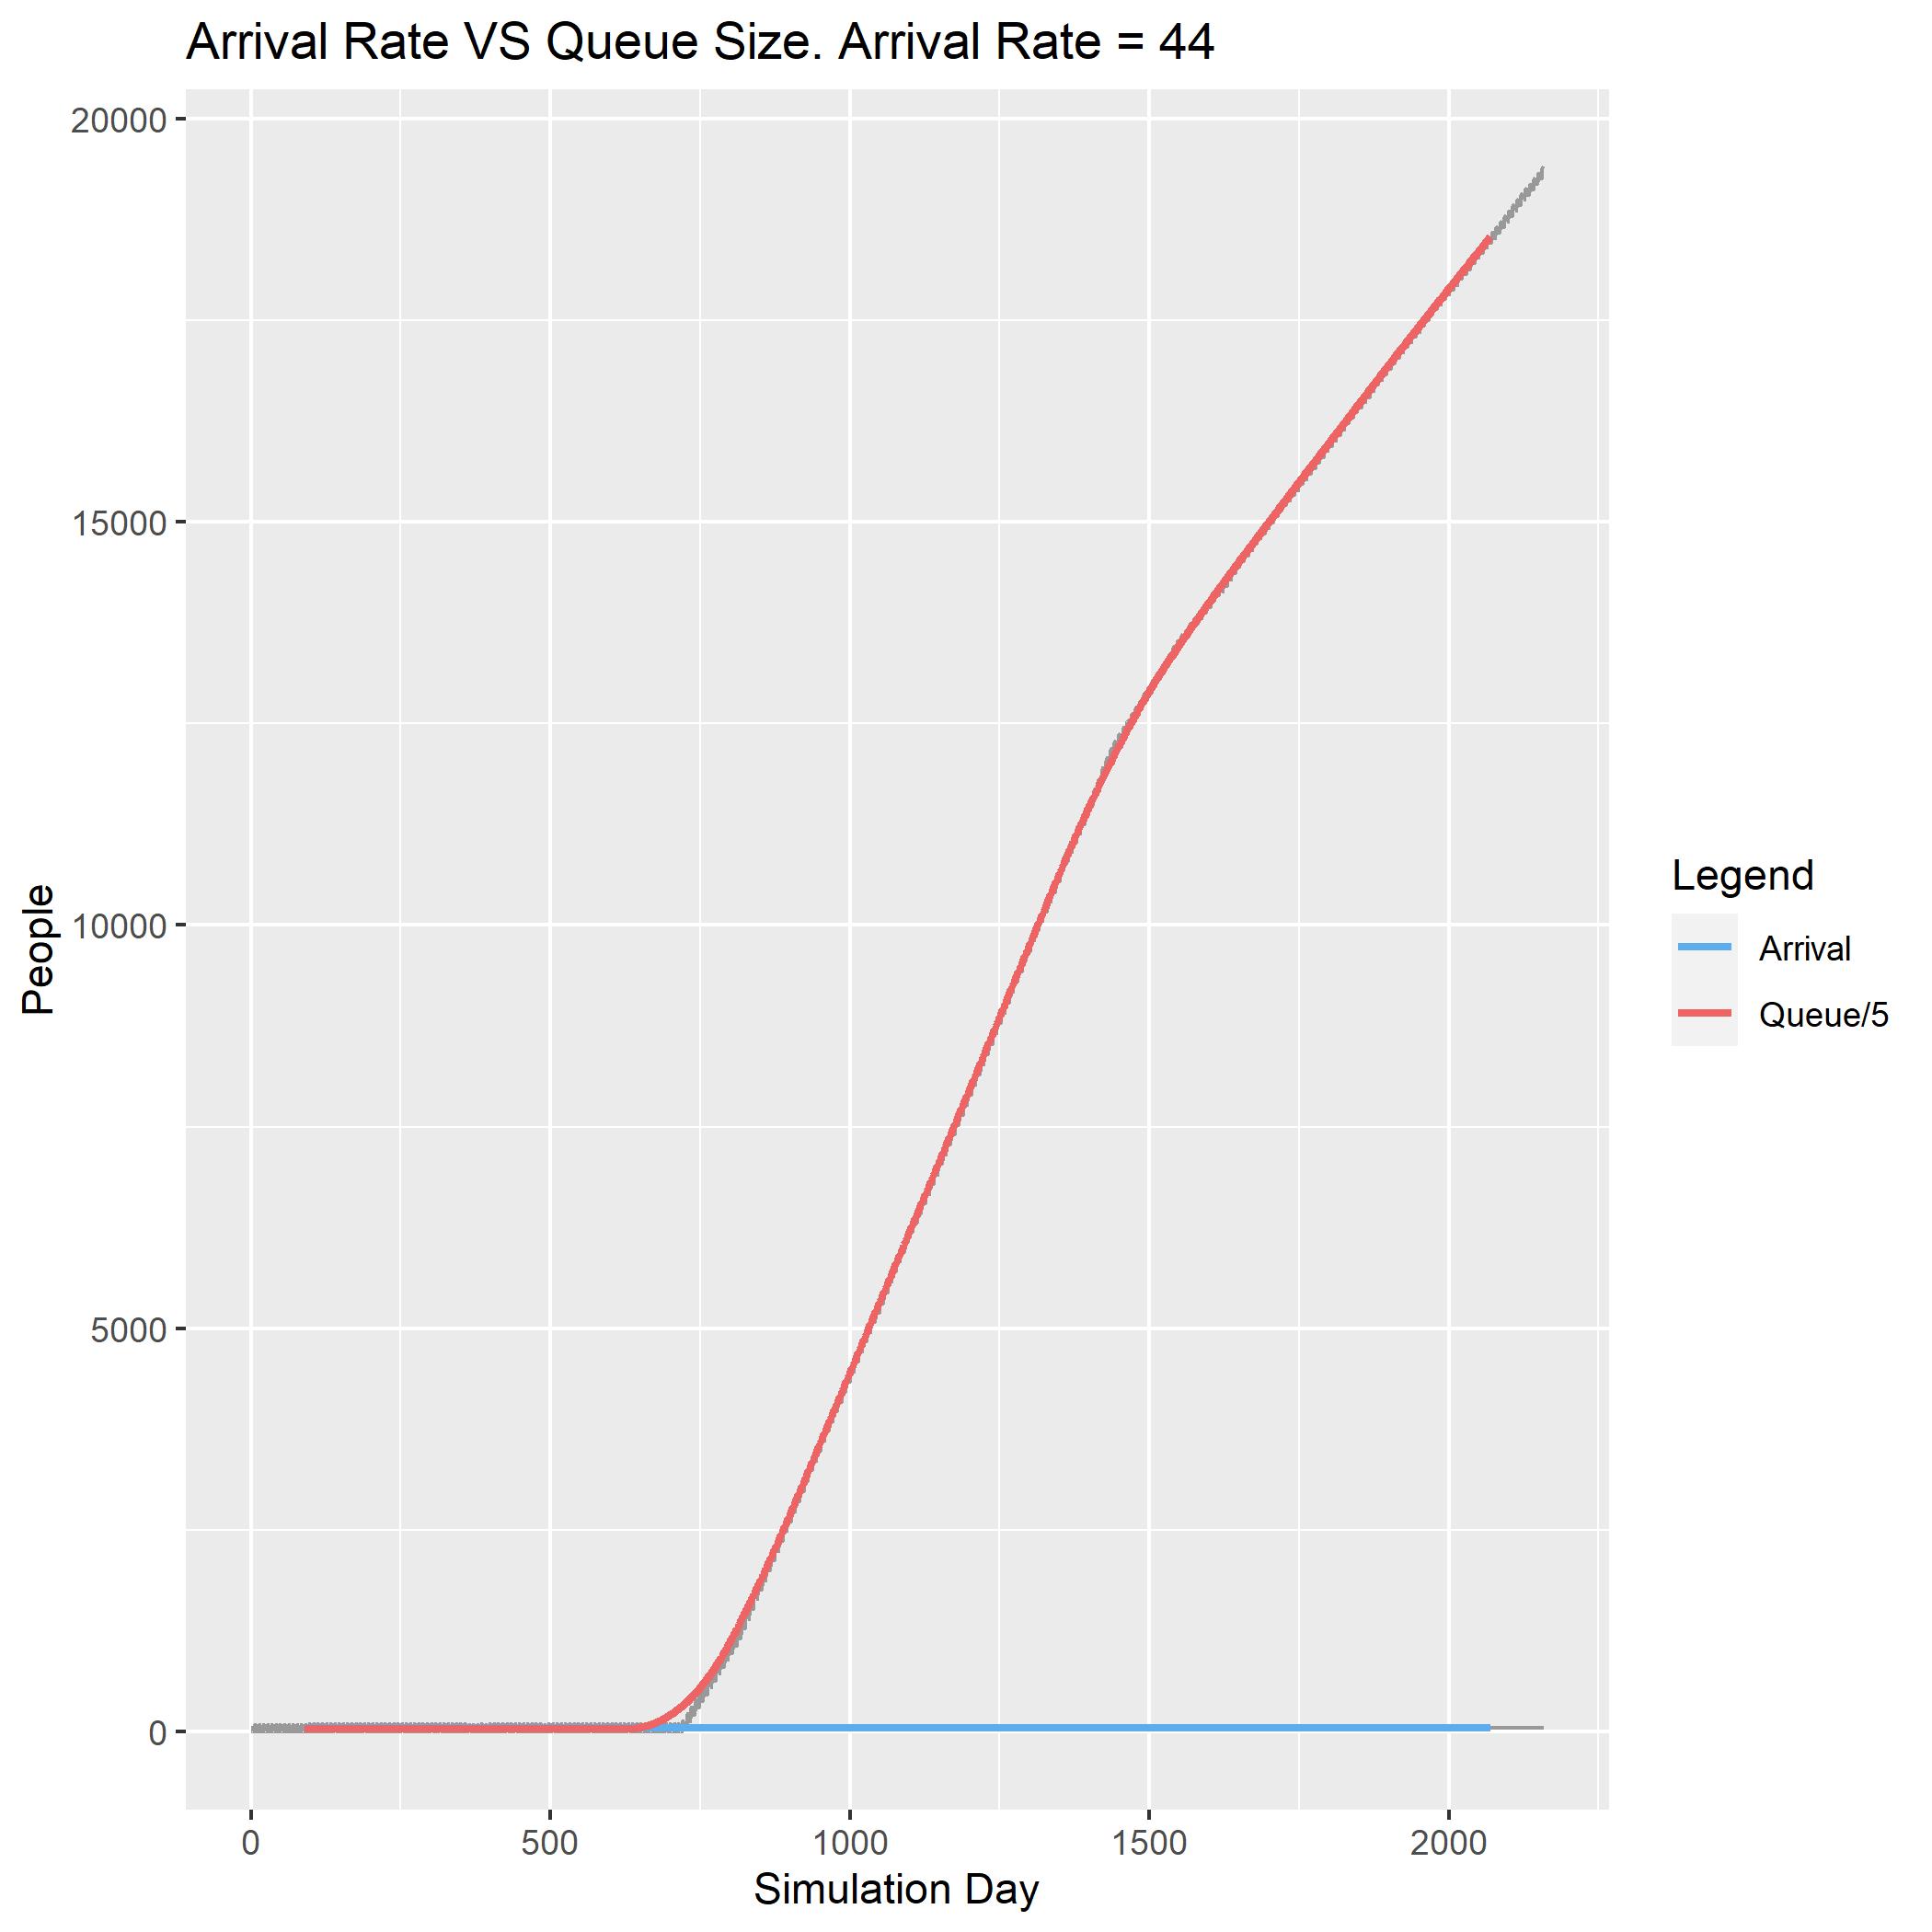 Arrival Rate VS Queue Size. Arrival Rate = 44
20000
15000
10000
5000
0
People
0 500 1000 1500 2000
Simulation Day
Legend
Arrival
Queue/5